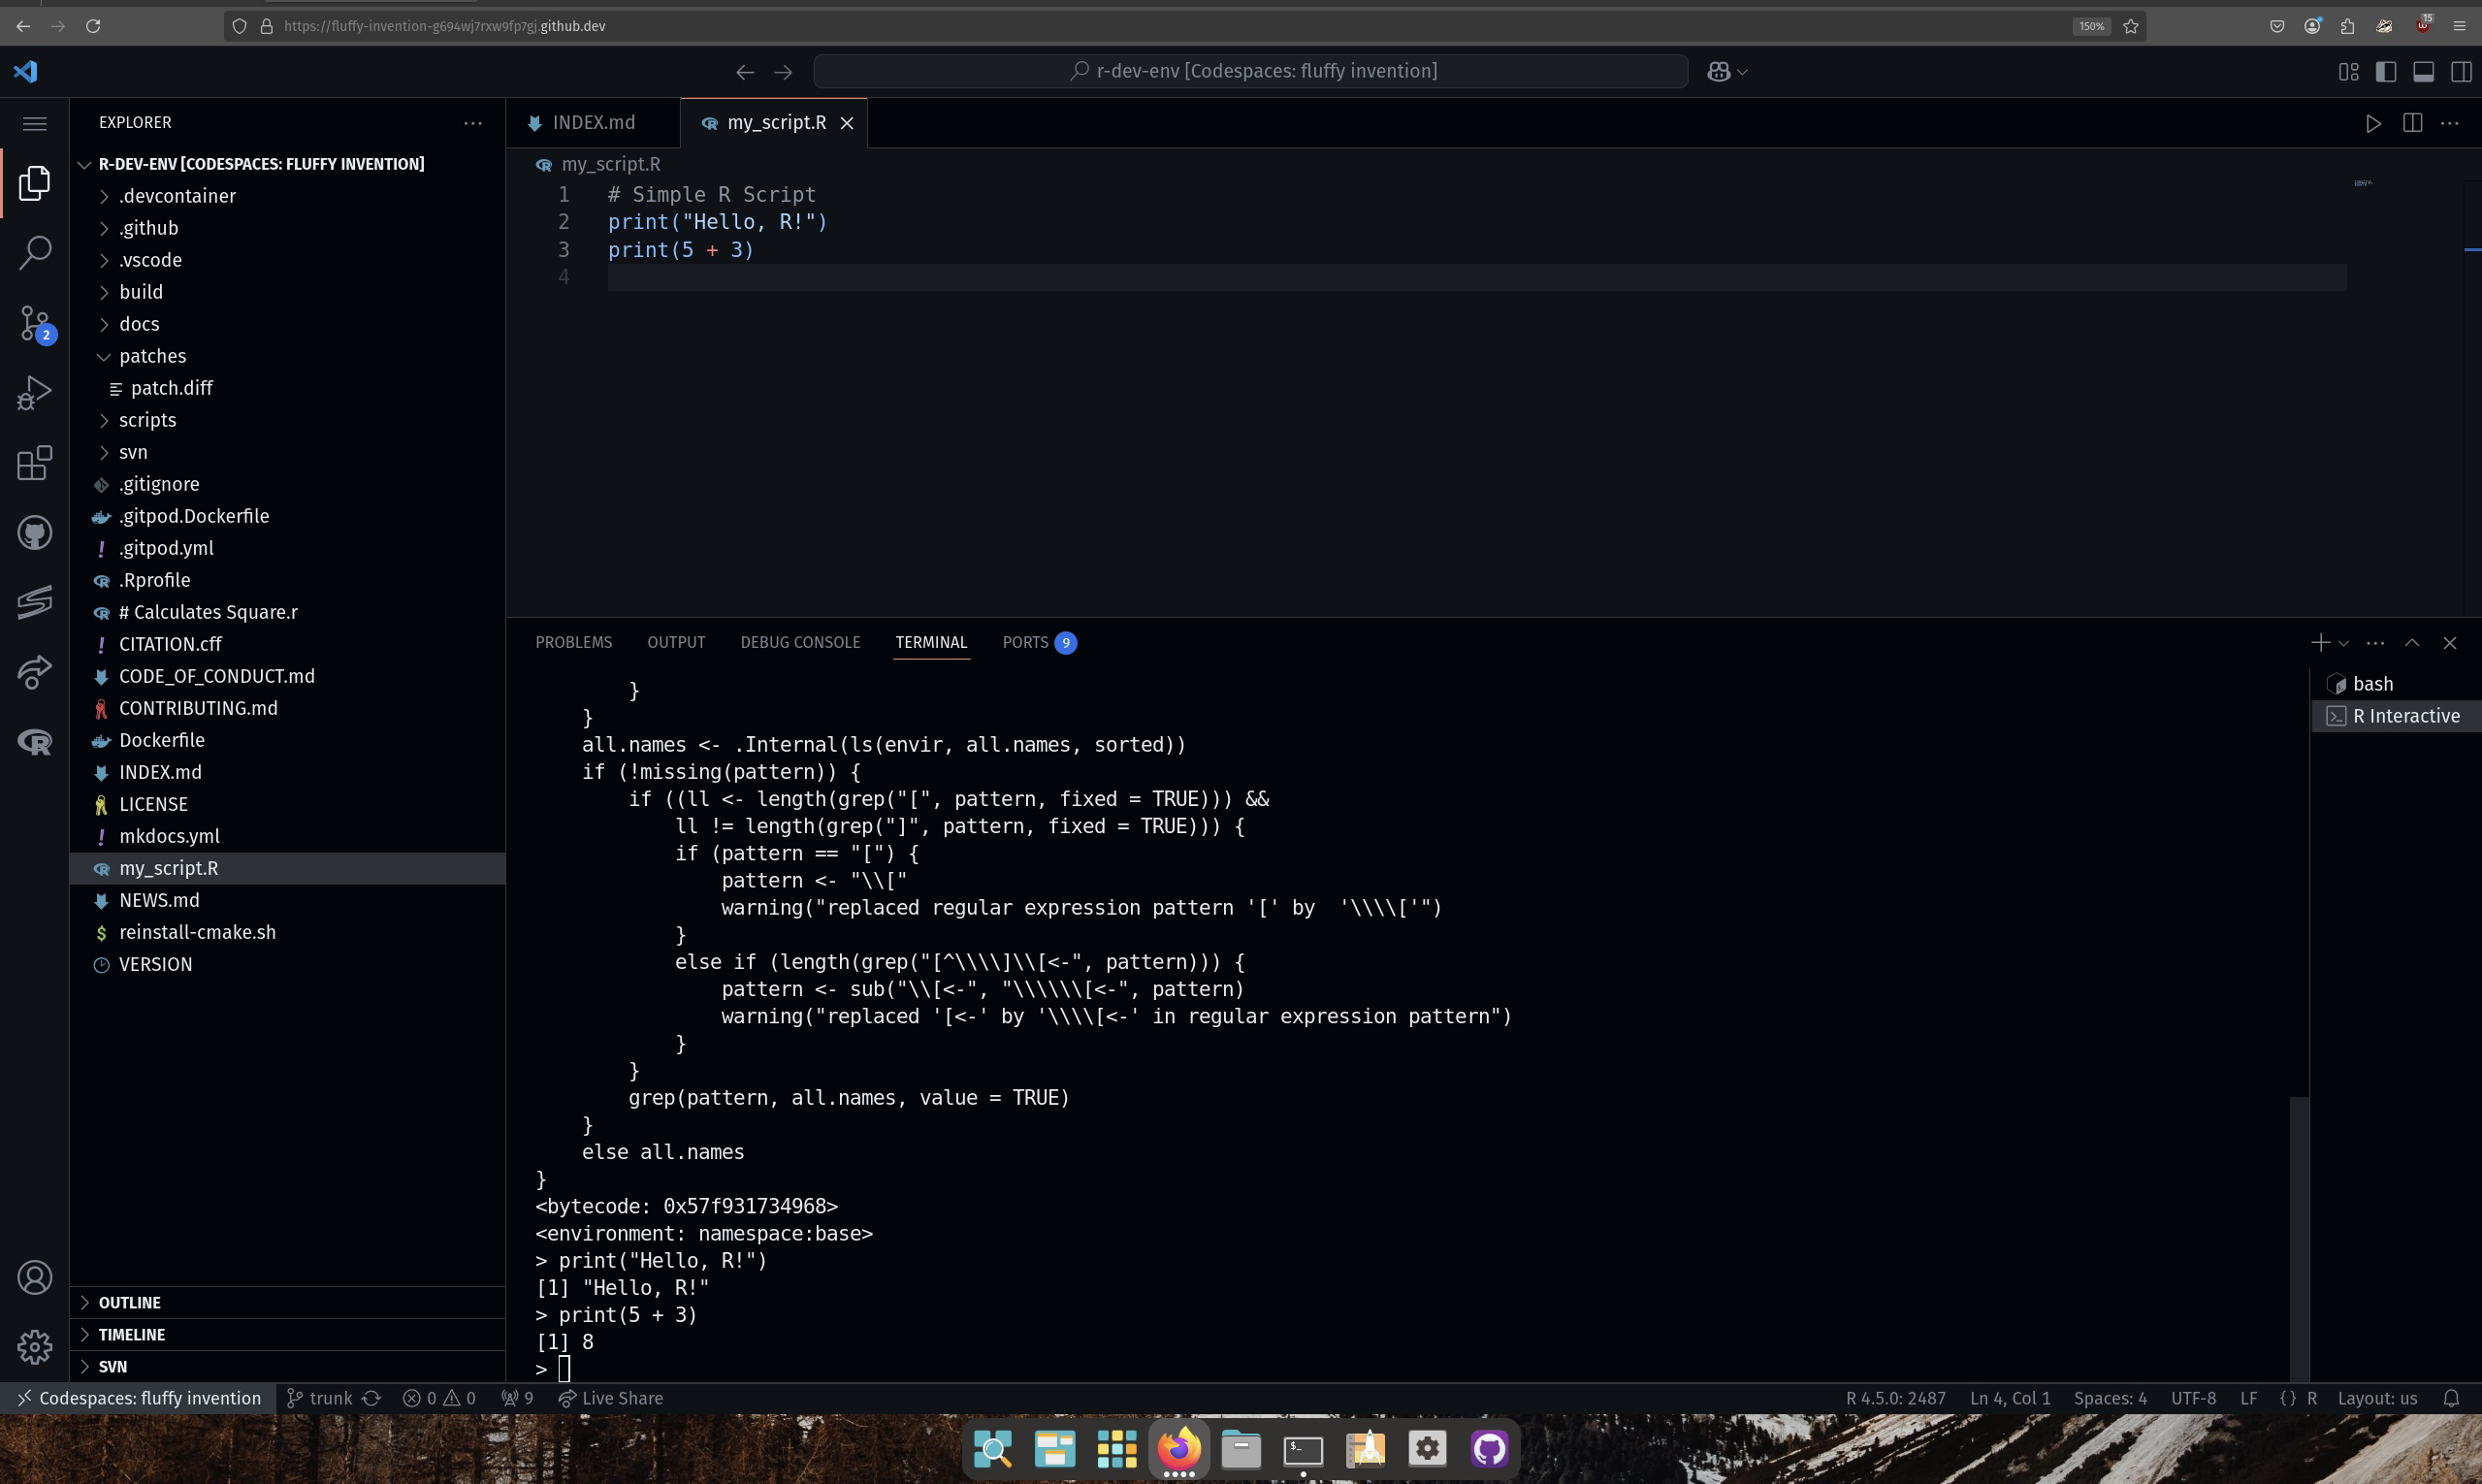 https://fluffy-invention-g694wj7rxw9fp7gj.github.dev
150%
15
r-dev-env [Codespaces: fluffy invention]
EXPLORER
R-DEV-ENV [CODESPACES: FLUFFY INVENTION]
.devcontainer
.github
.vscode
build
docs
patches
patch.diff
scripts
svn
.gitignore
.gitpod.Dockerfile
.gitpod.yml
.Rprofile
# Calculates Square.r
CITATION.cff
CODE_OF_CONDUCT.md
CONTRIBUTING.md
Dockerfile
INDEX.md
LICENSE
mkdocs.yml
my_script.R
NEWS.md
reinstall-cmake.sh
VERSION
OUTLINE
TIMELINE
SVN
2
INDEX.md
my_script.R
my_script.R
1 # Simple R Script
2 print("Hello, R!")
3 print(5 + 3)
4
PROBLEMS OUTPUT DEBUG CONSOLE TERMINAL PORTS 9
        }
    }
    all.names <- .Internal(ls(envir, all.names, sorted))
    if (!missing(pattern)) {
        if ((ll <- length(grep("[", pattern, fixed = TRUE))) &&
            ll != length(grep("]", pattern, fixed = TRUE))) {
            if (pattern == "[") {
                pattern <- "\\["
                warning("replaced regular expression pattern '[' by  '\\\\['")
            }
            else if (length(grep("[^\\\\]\\[<-", pattern))) {
                pattern <- sub("\\[<-", "\\\\\\[<-", pattern)
                warning("replaced '[<-' by '\\\\[<-' in regular expression pattern")
            }
        }
        grep(pattern, all.names, value = TRUE)
    }
    else all.names
}
<bytecode: 0x57f931734968>
<environment: namespace:base>
> print("Hello, R!")
[1] "Hello, R!"
> print(5 + 3)
[1] 8
>
bash
R Interactive
Codespaces: fluffy invention trunk 0 0 9 Live Share
R 4.5.0: 2487 Ln 4, Col 1 Spaces: 4 UTF-8 LF {} R Layout: us
$_